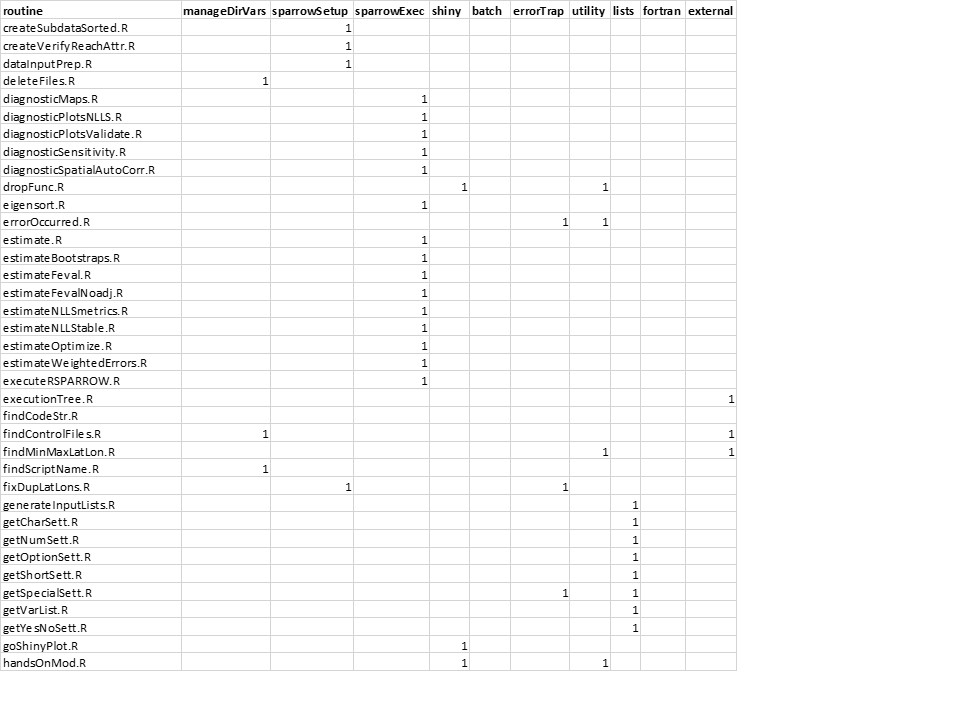 routine manageDirVars sparrowSetup sparrowExec shiny batch errorTrap utility lists fortran external
createSubdataSorted.R 1
createVerifyReachAttr.R 1
dataInputPrep.R 1
deleteFiles.R 1
diagnosticMaps.R 1
diagnosticPlotsNLLS.R 1
diagnosticPlotsValidate.R 1
diagnosticSensitivity.R 1
diagnosticSpatialAutoCorr.R 1
dropFunc.R 1 1
eigensort.R 1
errorOccurred.R 1 1
estimate.R 1
estimateBootstraps.R 1
estimateFeval.R 1
estimateFevalNoadj.R 1
estimateNLLSmetrics.R 1
estimateNLLStable.R 1
estimateOptimize.R 1
estimateWeightedErrors.R 1
executeRSPARROW.R 1
executionTree.R 1
findCodeStr.R
findControlFiles.R 1 1
findMinMaxLatLon.R 1 1
findScriptName.R 1
fixDupLatLons.R 1 1
generateInputLists.R 1
getCharSett.R 1
getNumSett.R 1
getOptionSett.R 1
getShortSett.R 1
getSpecialSett.R 1 1
getVarList.R 1
getYesNoSett.R 1
goShinyPlot.R 1
handsOnMod.R 1 1